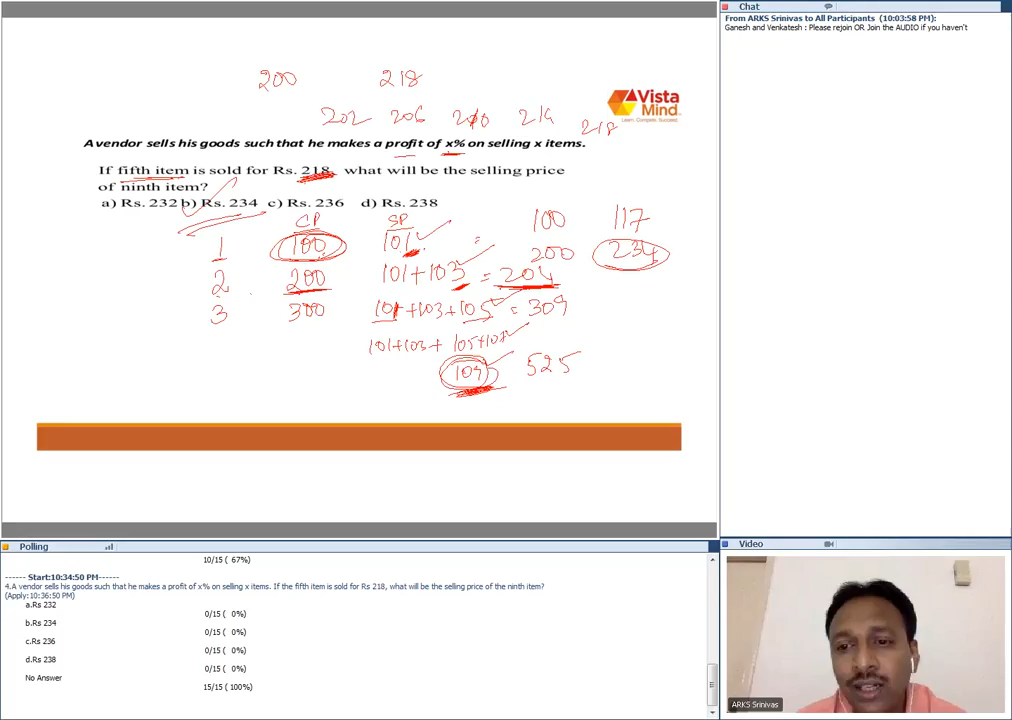 Chat
From ARKS Srinivas to All Participants (10:03:58 PM):
Ganesh and Venkatesh : Please rejoin OR Join the AUDIO if you haven't
200 218
202 206 210 214 218
Vista
Mind
Learn. Complete. Succeed.
A vendor sells his goods such that he makes a profit of x% on selling x items.
If fifth item is sold for Rs. 218, what will be the selling price
of ninth item?
a) Rs. 232 b) Rs. 234 c) Rs. 236 d) Rs. 238
CP SP
100 117
1 100 101 =
200 234
2 200 101+103 = 204
3 300 101+103+105 = 309
101+103+ 105+107
109 525
Polling
10/15 ( 67%)
------ Start:10:34:50 PM------
4.A vendor sells his goods such that he makes a profit of x% on selling x items. If the fifth item is sold for Rs 218, what will be the selling price of the ninth item?
(Apply:10:36:50 PM)
a.Rs 232
0/15 ( 0%)
b.Rs 234
0/15 ( 0%)
c.Rs 236
0/15 ( 0%)
d.Rs 238
0/15 ( 0%)
No Answer
15/15 ( 100%)
Video
ARKS Srinivas